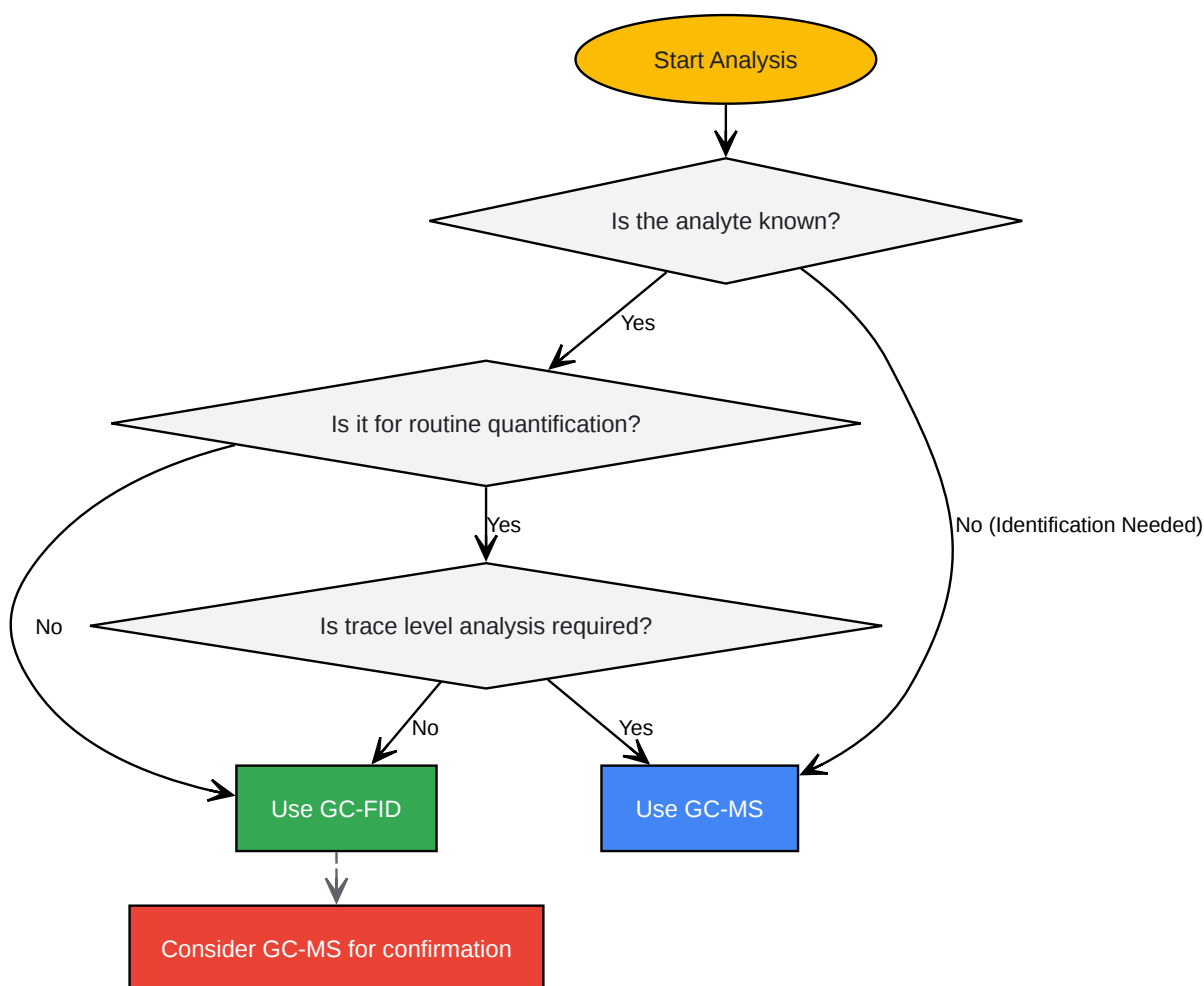 Start Analysis
Is the analyte known?
Yes
Is it for routine quantification?
Yes
No (Identification Needed)
Is trace level analysis required?
No
No
Yes
Use GC-FID
Use GC-MS
Consider GC-MS for confirmation